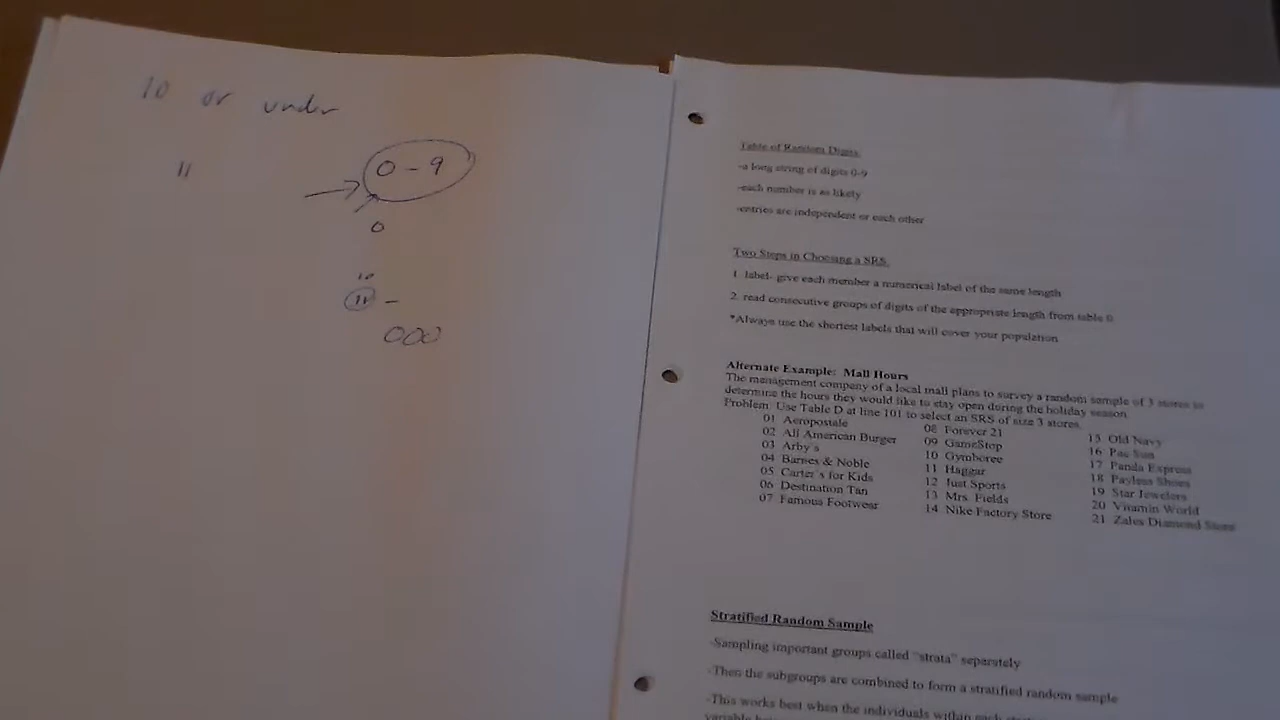 10 or under
11
0-9
0
10
11 -
000
Table of Random Digits
-a long string of digits 0-9
-each number is as likely
-entries are independent or each other
Two Steps in Choosing a SRS
1. label- give each member a numerical label of the same length
2. read consecutive groups of digits of the appropriate length from table
*Always use the shortest labels that will cover your population
Alternate Example: Mall Hours
The management company of a local mall plans to survey a random sample of 3 stores to
determine the hours they would like to stay open during the holiday season.
Problem: Use Table D at line 101 to select an SRS of size 3 stores.
01 Aeropostale
02 All American Burger
03 Arby's
04 Barnes & Noble
05 Carter's for Kids
06 Destination Tan
07 Famous Footwear
08 Forever 21
09 GameStop
10 Gymboree
11 Haggar
12 Just Sports
13 Mrs. Fields
14 Nike Factory Store
15 Old Navy
16 Pac Sun
17 Panda Express
18 Payless Shoes
19 Star Jewelers
20 Vitamin World
21 Zales Diamond Store
Stratified Random Sample
-Sampling important groups called "strata" seperately
-Then the subgroups are combined to form a stratified random sample
-This works best when the individuals within each
variable